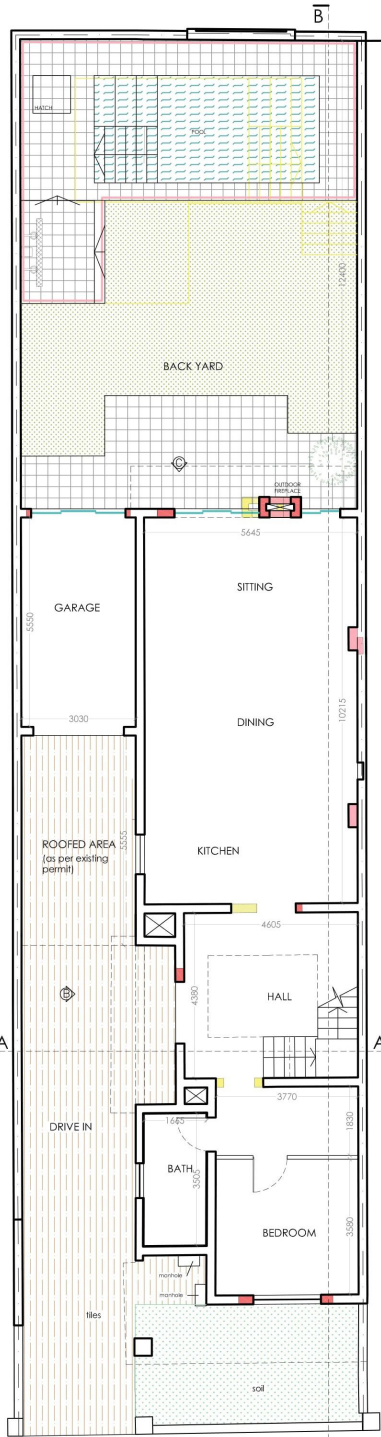 B
HATCH
POOL
12400
BACK YARD
C
OUTDOOR
FIREPLACE
5645
SITTING
GARAGE
5550
3030
10215
DINING
ROOFED AREA
(as per existing
permit)
5555
KITCHEN
4605
4380
HALL
B
A
A
3770
1665
1830
DRIVE IN
BATH
3505
BEDROOM
3580
manhole
manhole
tiles
soil